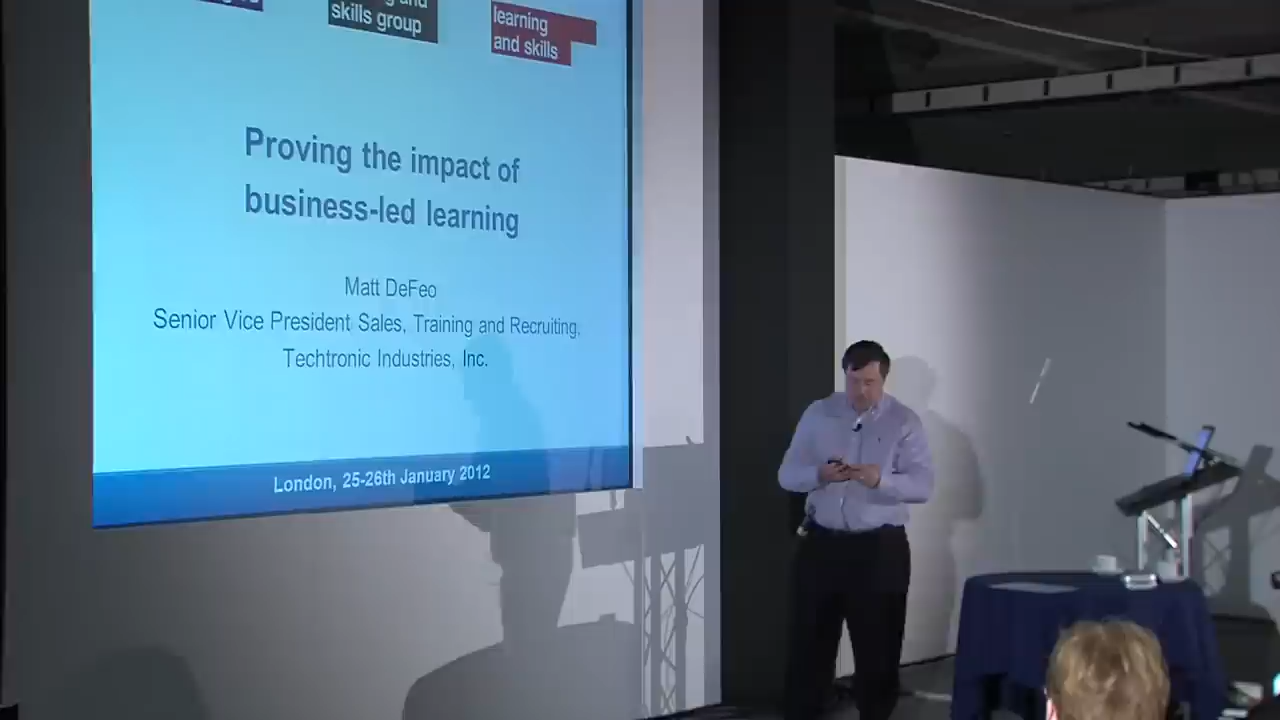 skills group
learning
and skills
Proving the impact of
business-led learning
Matt DeFeo
Senior Vice President Sales, Training and Recruiting,
Techtronic Industries, Inc.
London, 25-26th January 2012